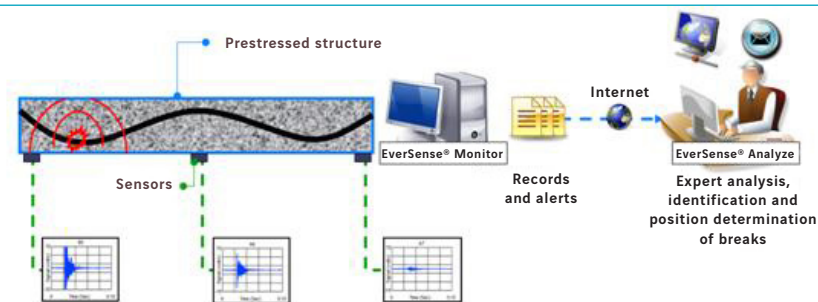 Prestressed structure
Sensors
EverSense® Monitor
Records
and alerts
Internet
EverSense® Analyze
Expert analysis,
identification and
position determination
of breaks